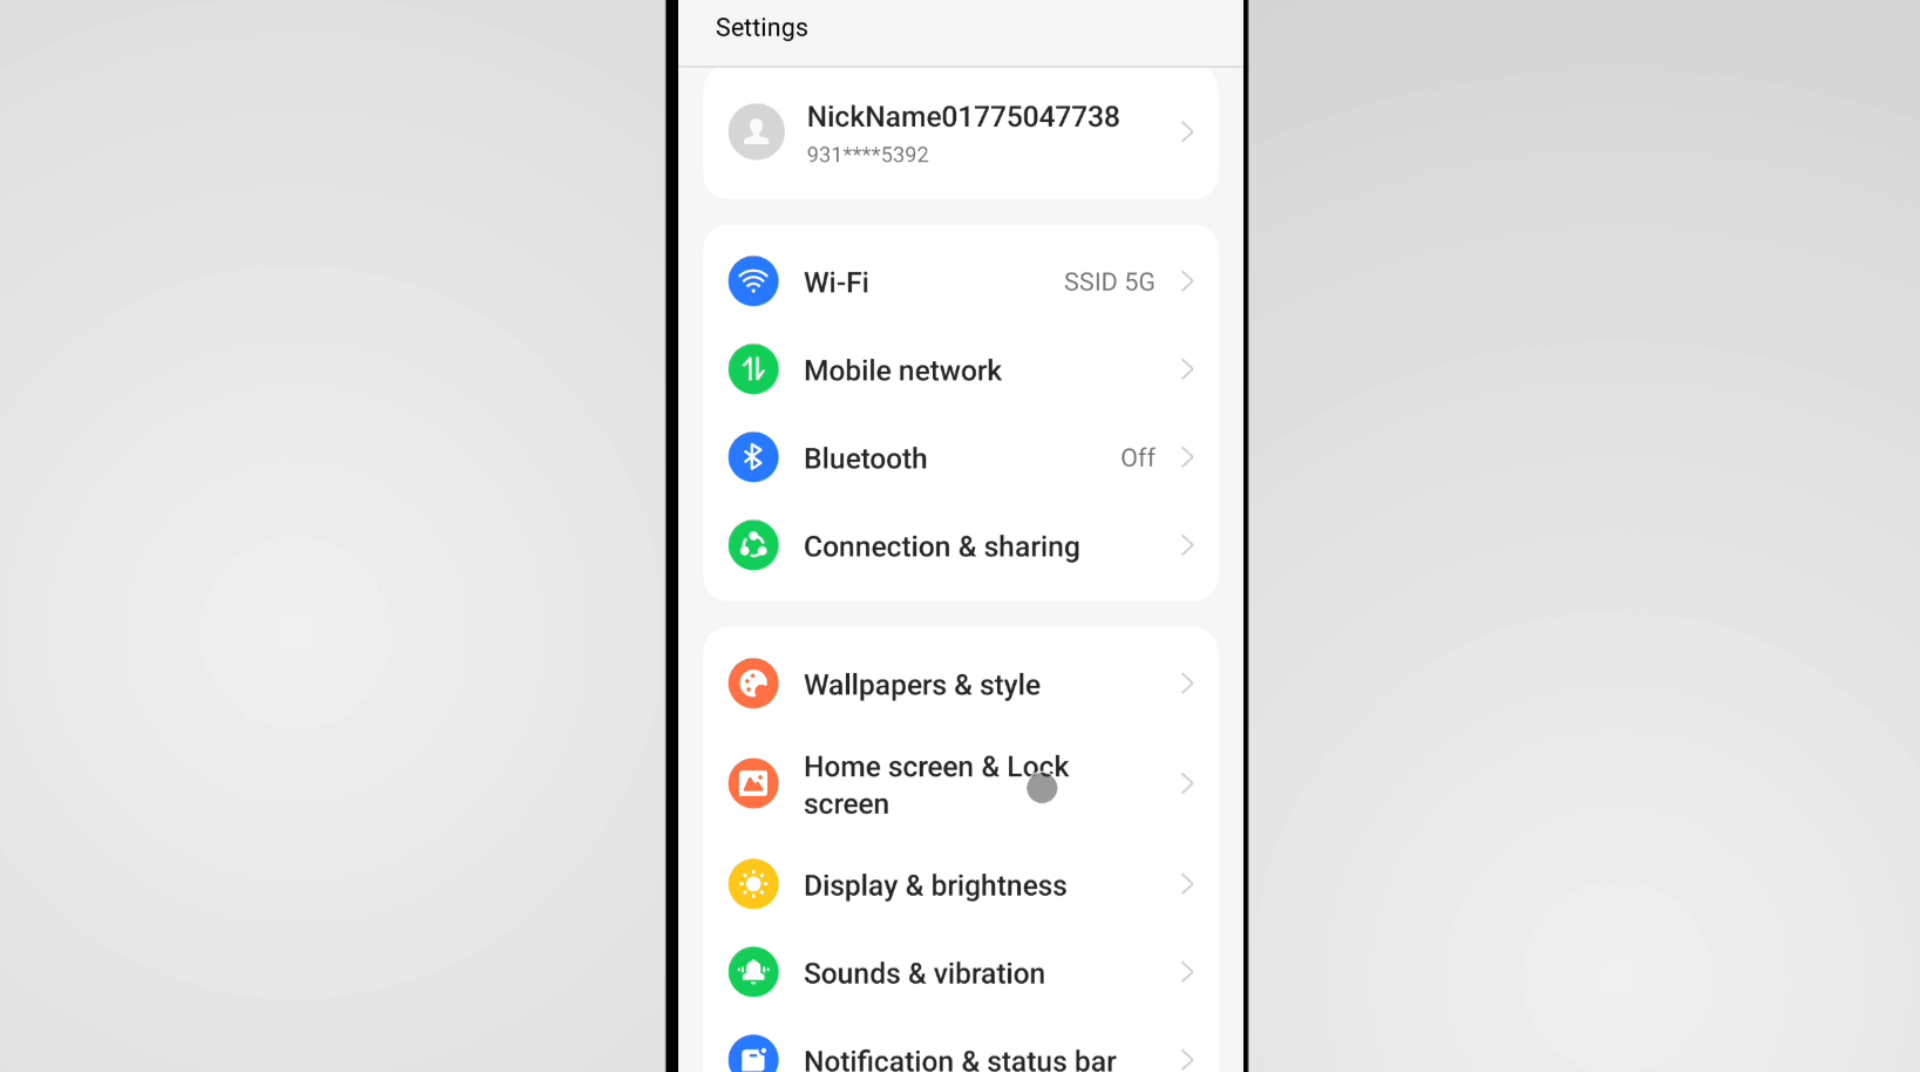 Settings
NickName01775047738
931****5392
Wi-Fi SSID 5G
Mobile network
Bluetooth Off
Connection & sharing
Wallpapers & style
Home screen & Lock
screen
Display & brightness
Sounds & vibration
Notification & status bar